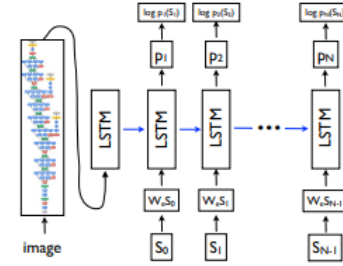 log p₁(S₁) log p₂(S₂) log pN(SN)
p₁ p₂ pN
LSTM LSTM LSTM ••• LSTM
WₑS₀ WₑS₁ WₑSN-1
image S₀ S₁ SN-1